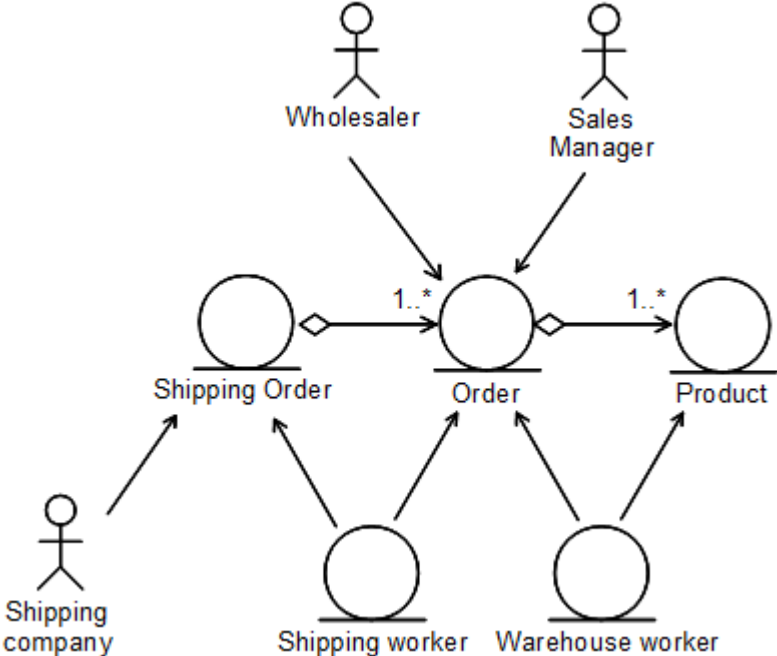 Wholesaler
Sales
Manager
1..*
1..*
Shipping Order
Order
Product
Shipping
company
Shipping worker
Warehouse worker